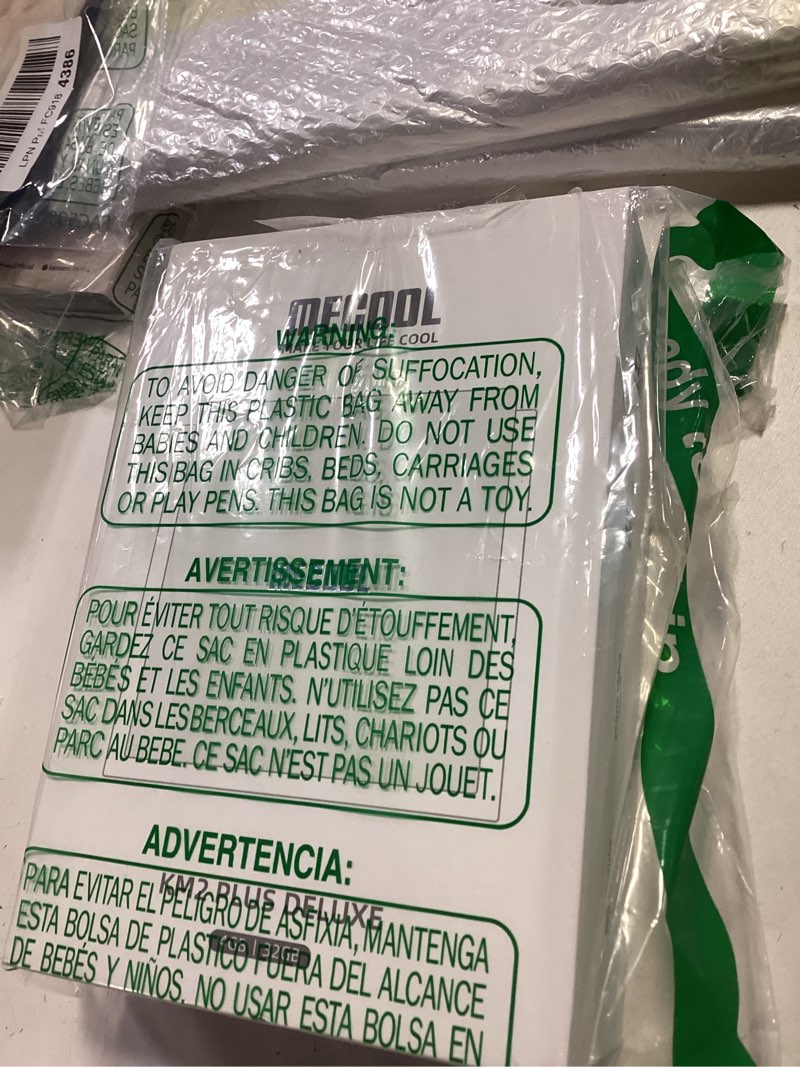 LPN PM FC918 4386
MECOOL
COOL
WARNING
TO AVOID DANGER OF SUFFOCATION,
KEEP THIS PLASTIC BAG AWAY FROM
BABIES AND CHILDREN. DO NOT USE
THIS BAG IN CRIBS, BEDS, CARRIAGES
OR PLAY PENS. THIS BAG IS NOT A TOY.
AVERTISSEMENT:
POUR ÉVITER TOUT RISQUE D'ÉTOUFFEMENT,
GARDEZ CE SAC EN PLASTIQUE LOIN DES
BÉBÉS ET LES ENFANTS. N'UTILISEZ PAS CE
SAC DANS LES BERCEAUX, LITS, CHARIOTS OU
PARC AU BEBE. CE SAC N'EST PAS UN JOUET.
ADVERTENCIA:
KM2 PLUS DELUXE
PARA EVITAR EL PELIGRO DE ASFIXIA, MANTENGA
ESTA BOLSA DE PLASTICO FUERA DEL ALCANCE
32GB
DE BEBÉS Y NIÑOS. NO USAR ESTA BOLSA EN